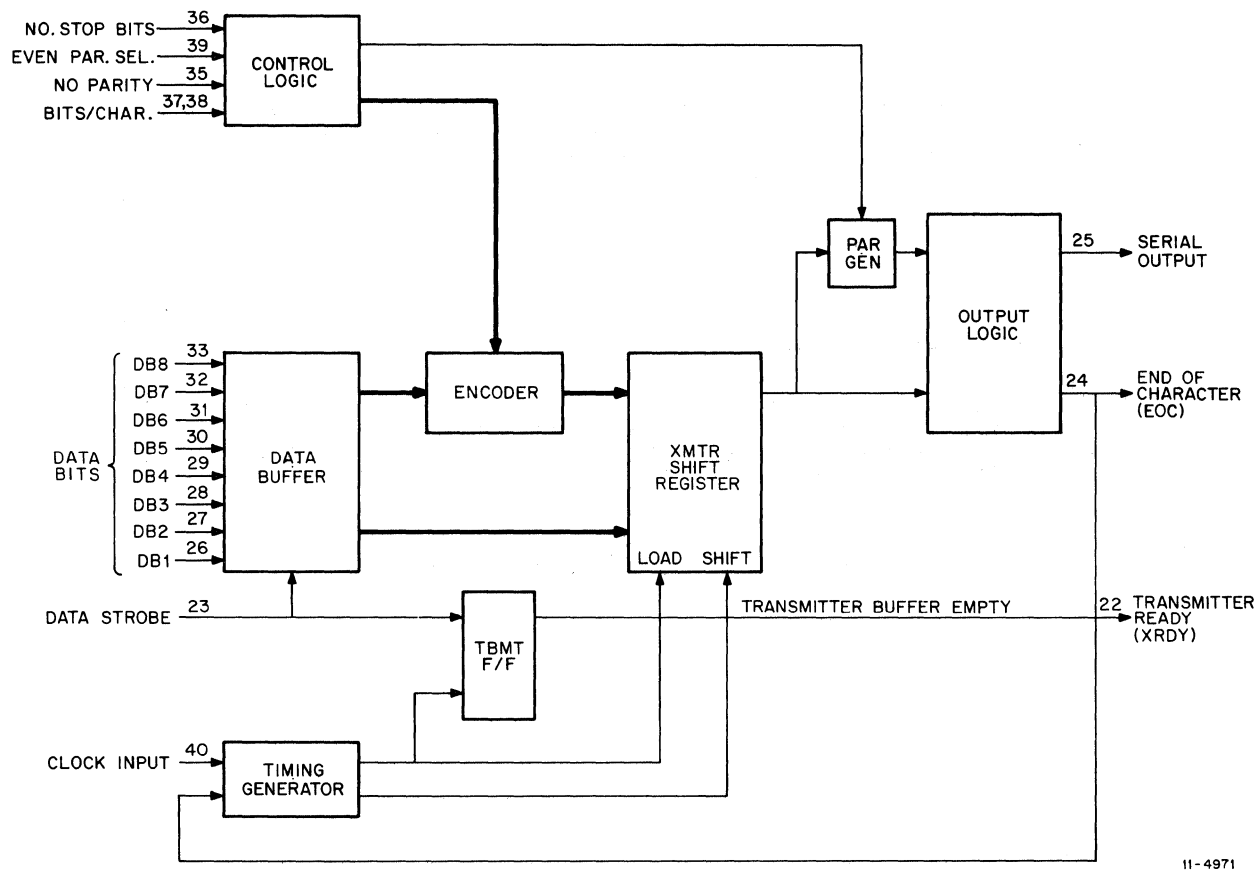 NO. STOP BITS 36
EVEN PAR. SEL. 39
NO PARITY 35
BITS/CHAR. 37,38
CONTROL
LOGIC
PAR
GEN
OUTPUT
LOGIC
25 SERIAL
OUTPUT
24 END OF
CHARACTER
(EOC)
DATA
BITS
DB8 33
DB7 32
DB6 31
DB5 30
DB4 29
DB3 28
DB2 27
DB1 26
DATA
BUFFER
ENCODER
XMTR
SHIFT
REGISTER
LOAD SHIFT
DATA STROBE 23
TBMT
F/F
TRANSMITTER BUFFER EMPTY
22 TRANSMITTER
READY
(XRDY)
CLOCK INPUT 40
TIMING
GENERATOR
11-4971